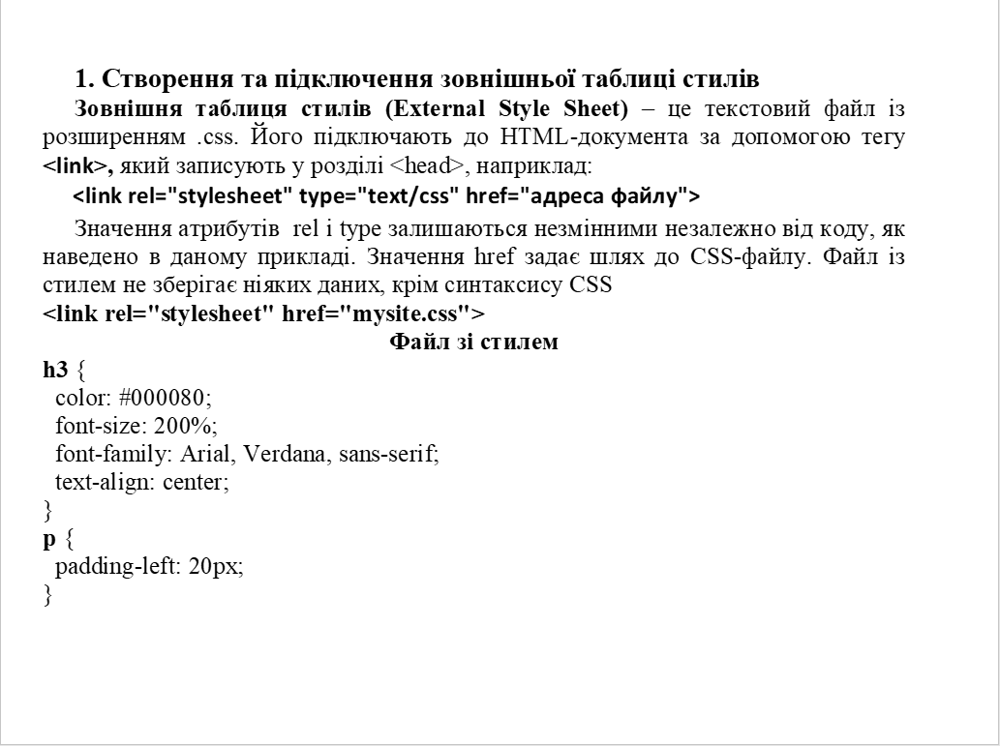 1. Створення та підключення зовнішньої таблиці стилів
Зовнішня таблиця стилів (External Style Sheet) – це текстовий файл із
розширенням .css. Його підключають до HTML-документа за допомогою тегу
<link>, який записують у розділі <head>, наприклад:
<link rel="stylesheet" type="text/css" href="адреса файлу">
Значення атрибутів  rel і type залишаються незмінними незалежно від коду, як
наведено в даному прикладі. Значення href задає шлях до CSS-файлу. Файл із
стилем не зберігає ніяких даних, крім синтаксису CSS
<link rel="stylesheet" href="mysite.css">
Файл зі стилем
h3 {
  color: #000080;
  font-size: 200%;
  font-family: Arial, Verdana, sans-serif;
  text-align: center;
}
p {
  padding-left: 20px;
}